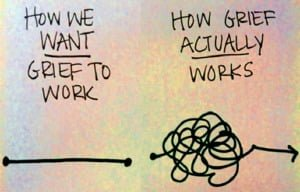 HOW WE
WANT
GRIEF TO
WORK
HOW GRIEF
ACTUALLY
WORKS